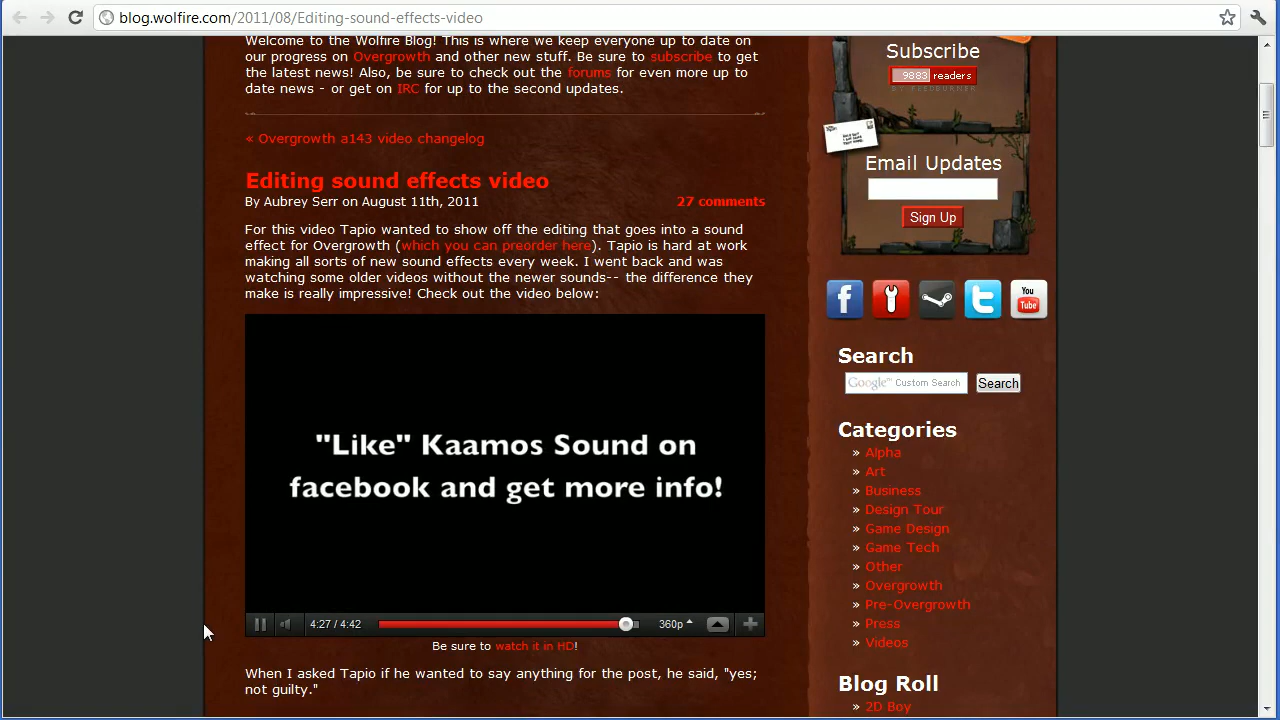 blog.wolfire.com/2011/08/Editing-sound-effects-video
Welcome to the Wolfire Blog! This is where we keep everyone up to date on
our progress on Overgrowth and other new stuff. Be sure to subscribe to get
the latest news! Also, be sure to check out the forums for even more up to
date news - or get on IRC for up to the second updates.
« Overgrowth a143 video changelog
Editing sound effects video
By Aubrey Serr on August 11th, 2011
27 comments
For this video Tapio wanted to show off the editing that goes into a sound
effect for Overgrowth (which you can preorder here). Tapio is hard at work
making all sorts of new sound effects every week. I went back and was
watching some older videos without the newer sounds-- the difference they
make is really impressive! Check out the video below:
"Like" Kaamos Sound on
facebook and get more info!
4:27 / 4:42
360p
Be sure to watch it in HD!
When I asked Tapio if he wanted to say anything for the post, he said, "yes;
not guilty."
Subscribe
9883 readers
BY FEEDBURNER
Email Updates
Sign Up
f
t
You
Tube
Search
Google™ Custom Search
Search
Categories
» Alpha
» Art
» Business
» Design Tour
» Game Design
» Game Tech
» Other
» Overgrowth
» Pre-Overgrowth
» Press
» Videos
Blog Roll
» 2D Boy